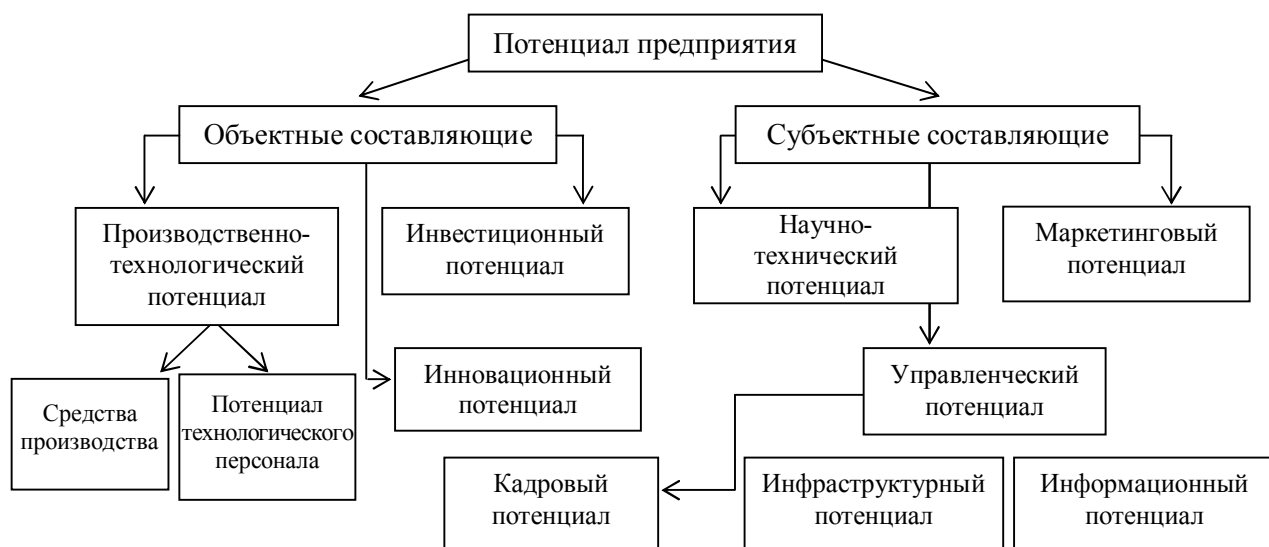 Потенциал предприятия
Объектные составляющие
Субъектные составляющие
Производственно-
технологический
потенциал
Инвестиционный
потенциал
Научно-
технический
потенциал
Маркетинговый
потенциал
Средства
производства
Потенциал
технологического
персонала
Инновационный
потенциал
Управленческий
потенциал
Кадровый
потенциал
Инфраструктурный
потенциал
Информационный
потенциал